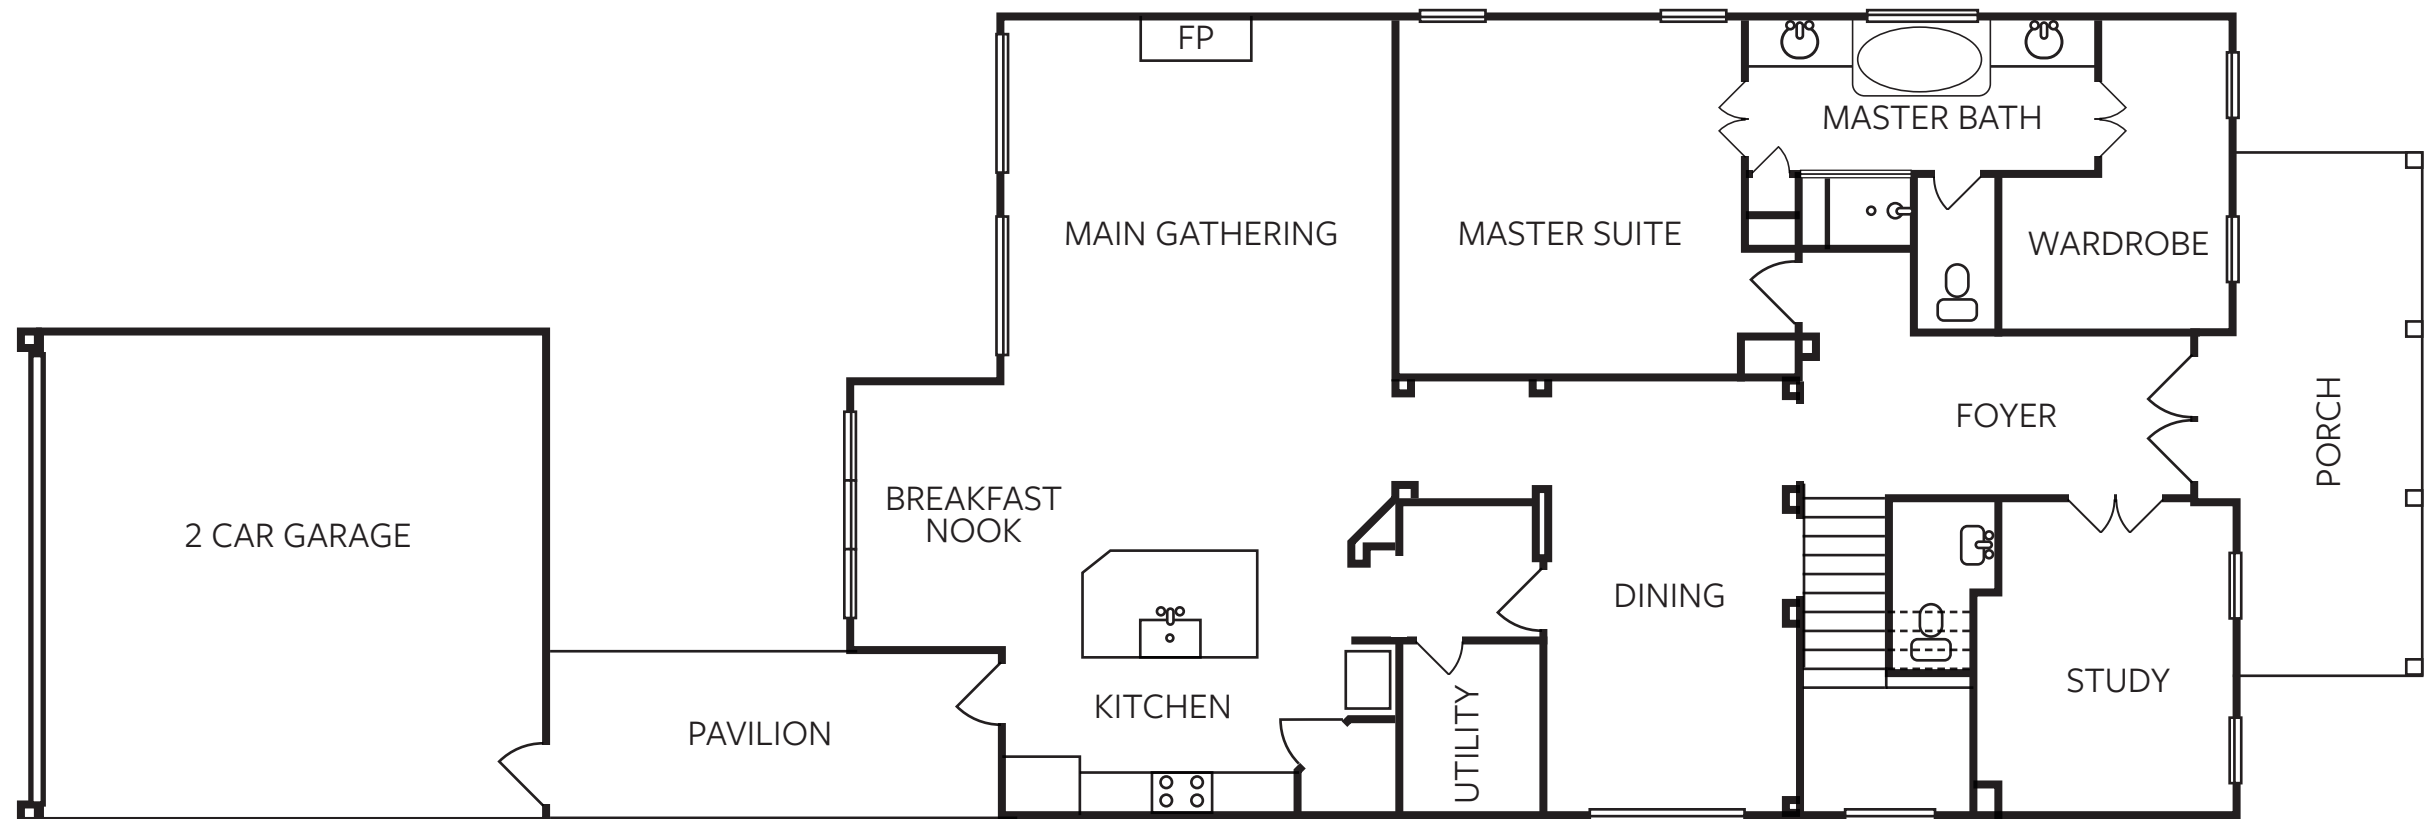 FP
MASTER BATH
MAIN GATHERING
MASTER SUITE
WARDROBE
FOYER
PORCH
BREAKFAST
NOOK
2 CAR GARAGE
DINING
STUDY
KITCHEN
PAVILION
UTILITY